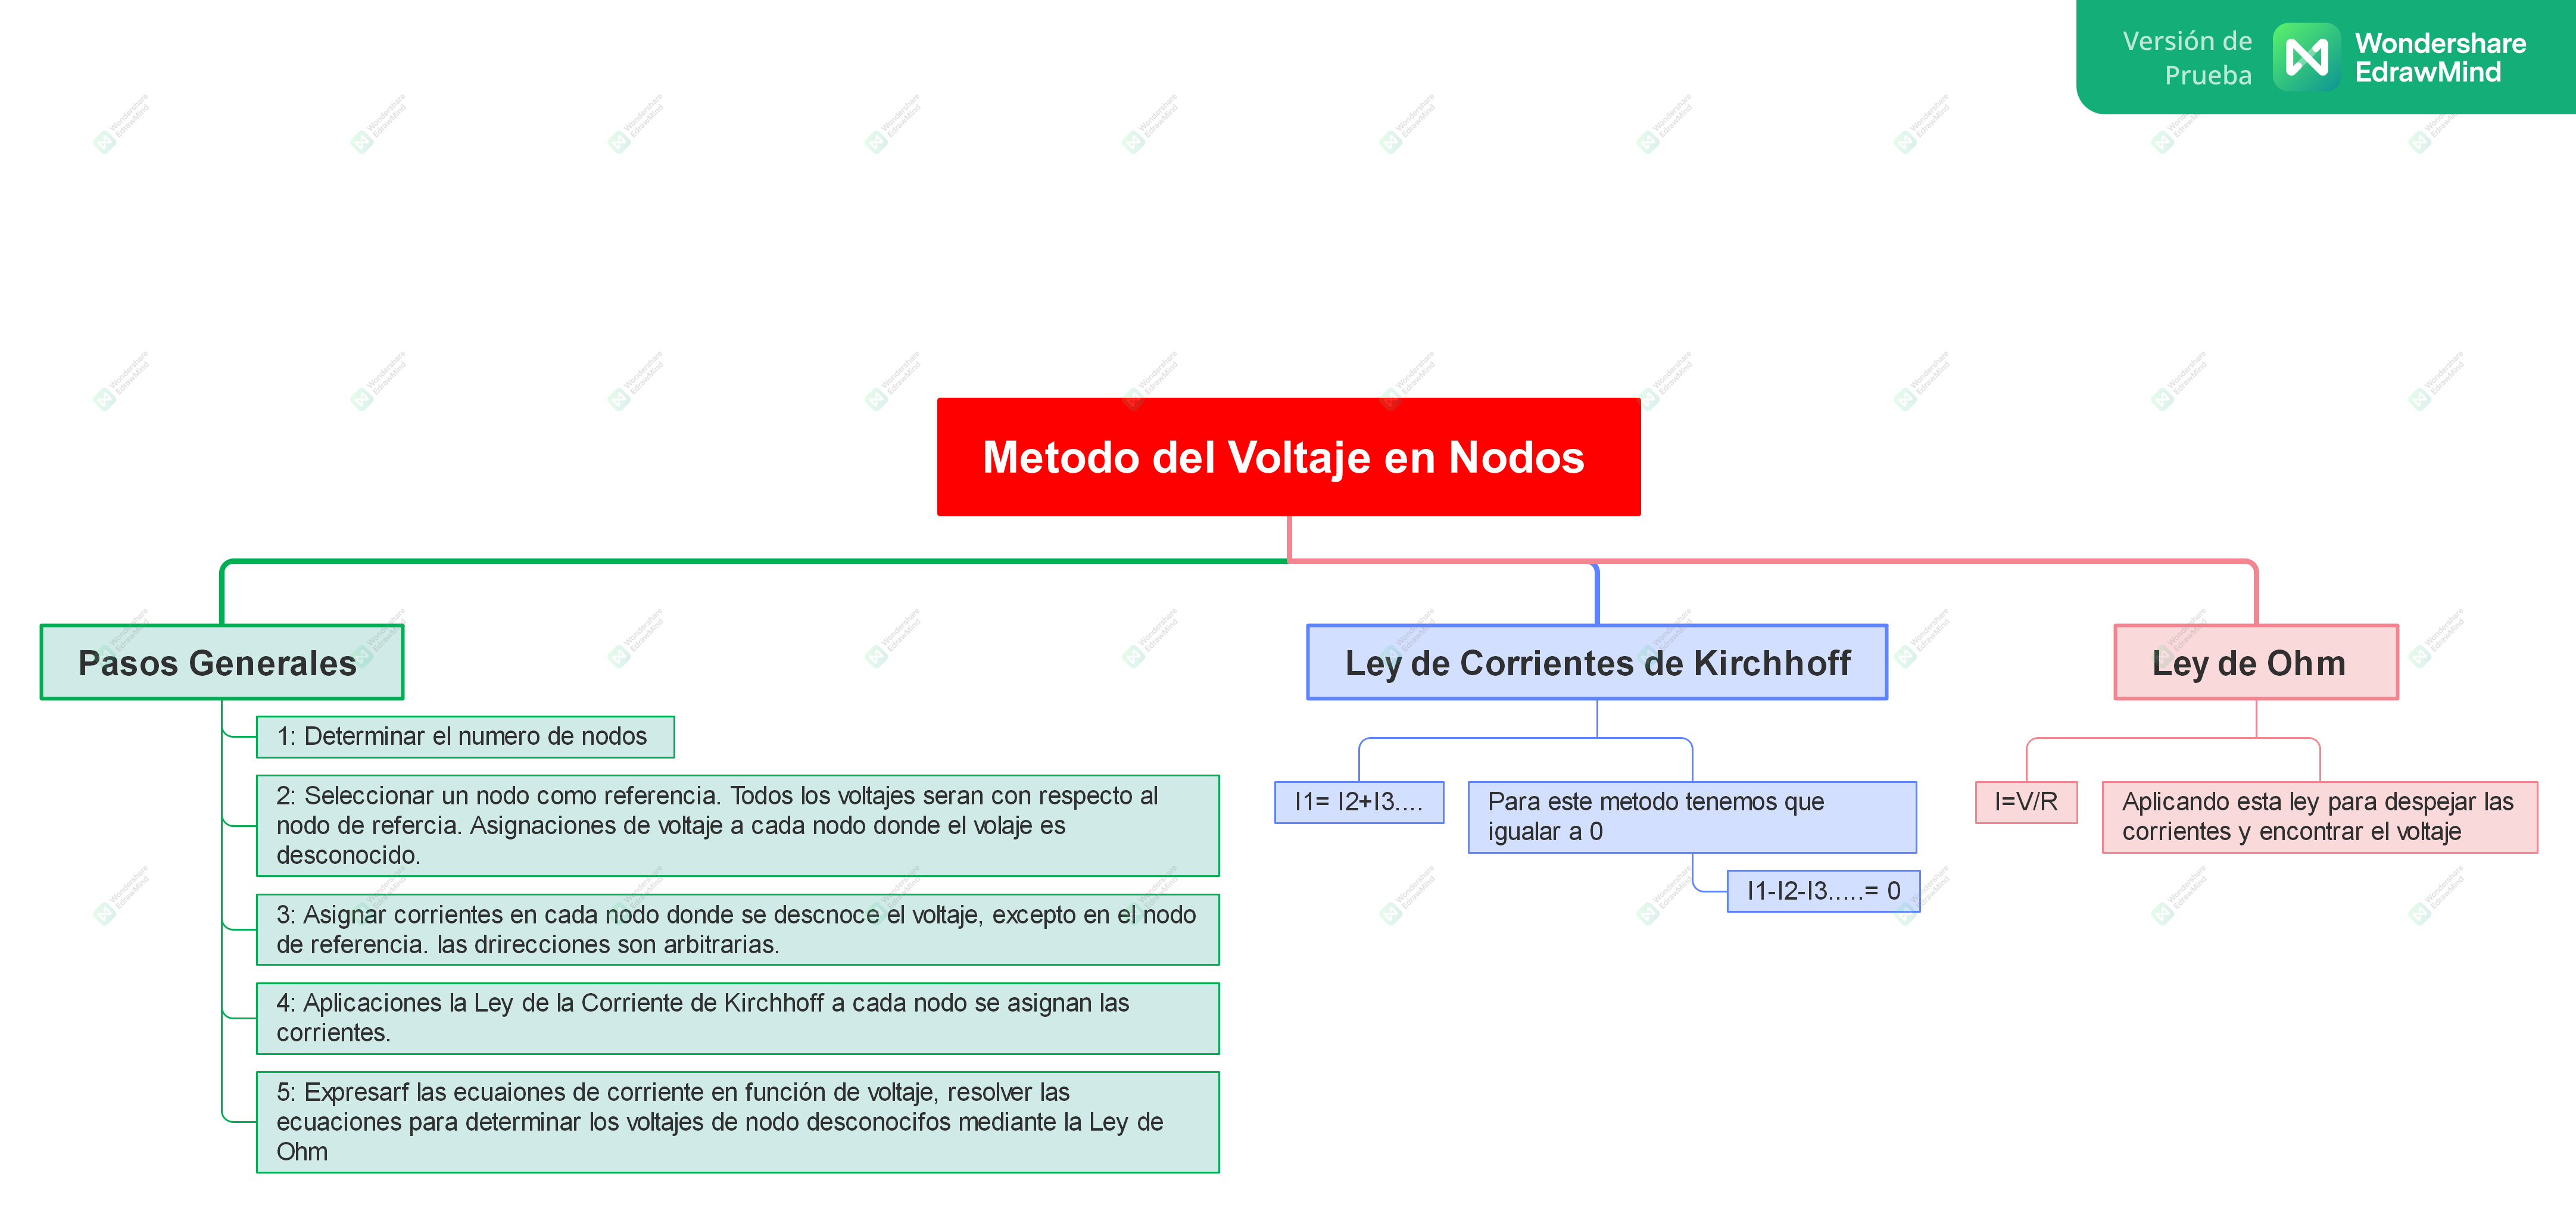 Versión de
Prueba
Wondershare
EdrawMind
Metodo del Voltaje en Nodos
Pasos Generales
1: Determinar el numero de nodos
2: Seleccionar un nodo como referencia. Todos los voltajes seran con respecto al
nodo de refercia. Asignaciones de voltaje a cada nodo donde el volaje es
desconocido.
3: Asignar corrientes en cada nodo donde se descnoce el voltaje, excepto en el nodo
de referencia. las drirecciones son arbitrarias.
4: Aplicaciones la Ley de la Corriente de Kirchhoff a cada nodo se asignan las
corrientes.
5: Expresarf las ecuaiones de corriente en función de voltaje, resolver las
ecuaciones para determinar los voltajes de nodo desconocifos mediante la Ley de
Ohm
Ley de Corrientes de Kirchhoff
I1= I2+I3....
Para este metodo tenemos que
igualar a 0
I1-I2-I3.....= 0
Ley de Ohm
I=V/R
Aplicando esta ley para despejar las
corrientes y encontrar el voltaje